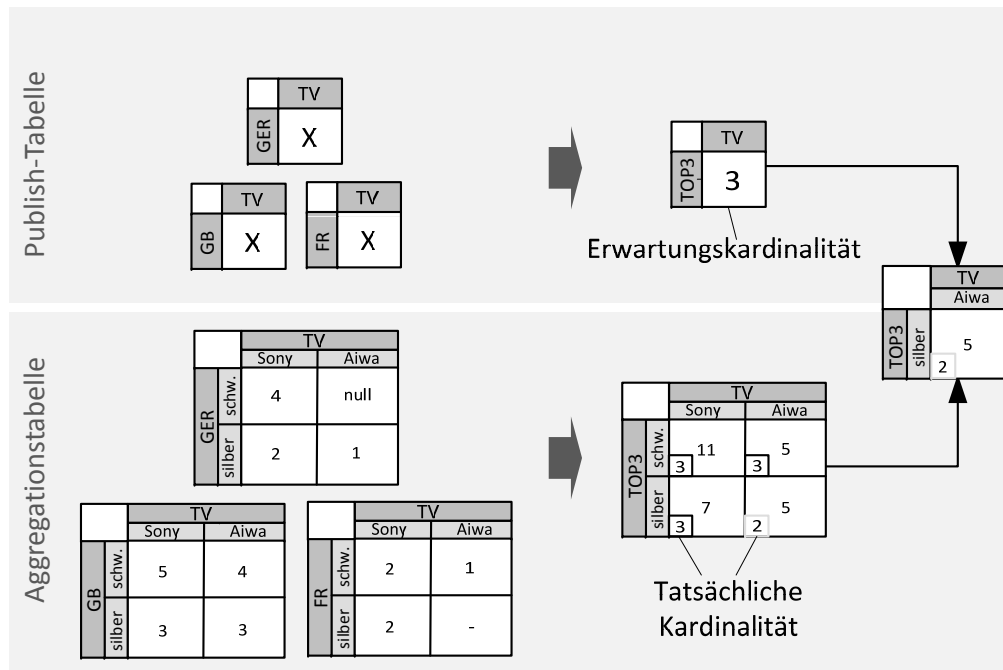 Publish-Tabelle
TV
GER
X
TV
GB
X
TV
FR
X
TV
TOP3
3
Erwartungskardinalität
TV
Aiwa
TOP3
silber
5
2
Aggregationstabelle
TV
Sony Aiwa
GER
schw.
4 null
silber
2 1
TV
Sony Aiwa
GB
schw.
5 4
silber
3 3
TV
Sony Aiwa
FR
schw.
2 1
silber
2 -
TV
Sony Aiwa
TOP3
schw.
11 5
3 3
silber
7 5
3 2
Tatsächliche
Kardinalität